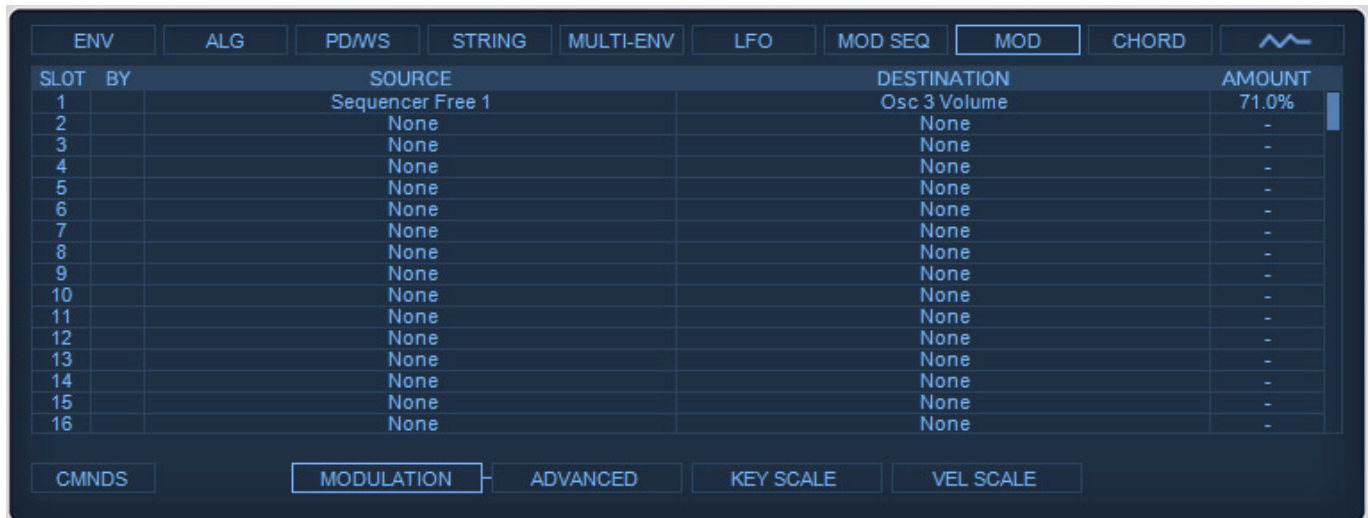 ENV ALG PD/WS STRING MULTI-ENV LFO MOD SEQ MOD CHORD
SLOT BY SOURCE DESTINATION AMOUNT
1 Sequencer Free 1 Osc 3 Volume 71.0%
2 None None -
3 None None -
4 None None -
5 None None -
6 None None -
7 None None -
8 None None -
9 None None -
10 None None -
11 None None -
12 None None -
13 None None -
14 None None -
15 None None -
16 None None -
CMNDS MODULATION ADVANCED KEY SCALE VEL SCALE